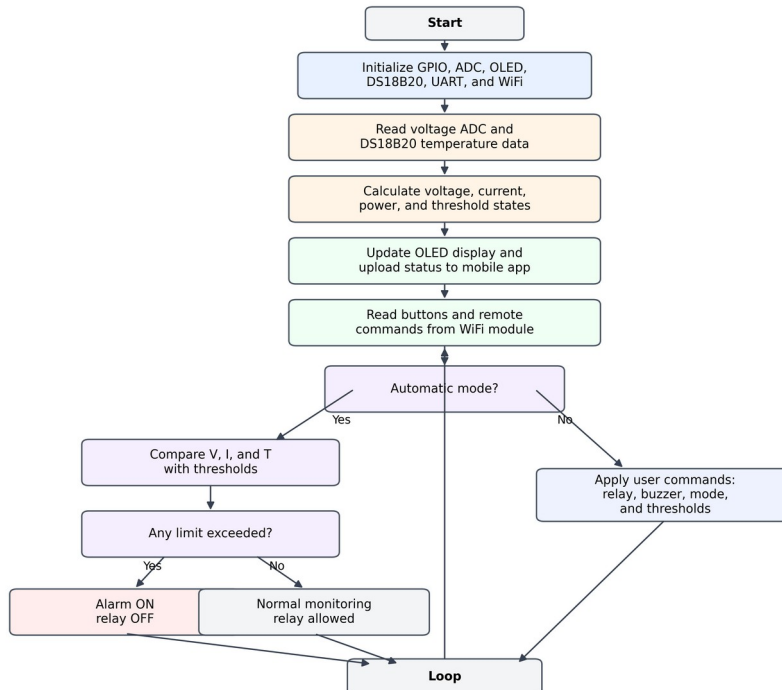 Start
Initialize GPIO, ADC, OLED,
DS18B20, UART, and WiFi
Read voltage ADC and
DS18B20 temperature data
Calculate voltage, current,
power, and threshold states
Update OLED display and
upload status to mobile app
Read buttons and remote
commands from WiFi module
Automatic mode?
Yes
No
Compare V, I, and T
with thresholds
Apply user commands:
relay, buzzer, mode,
and thresholds
Any limit exceeded?
Yes
No
Alarm ON
relay OFF
Normal monitoring
relay allowed
Loop